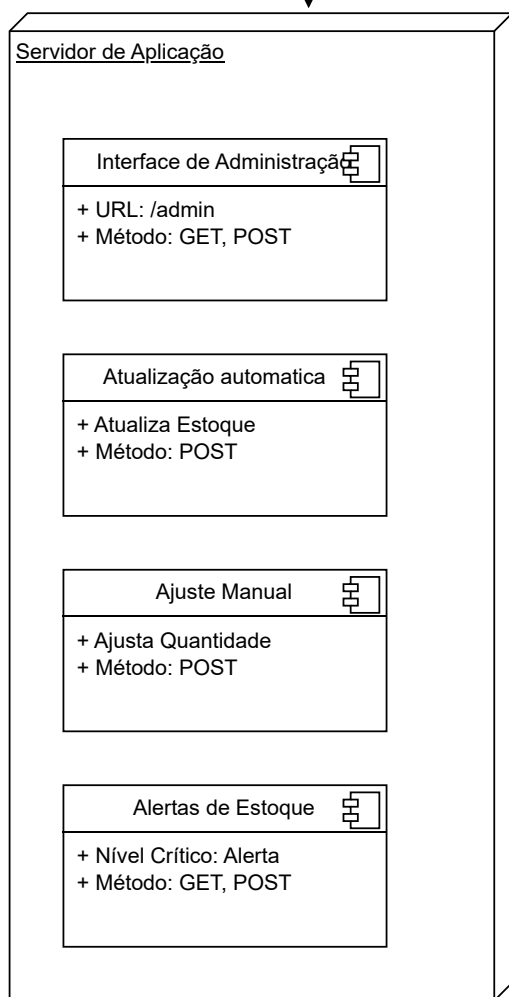 Servidor de Aplicação
Interface de Administração
+ URL: /admin
+ Método: GET, POST
Atualização automatica
+ Atualiza Estoque
+ Método: POST
Ajuste Manual
+ Ajusta Quantidade
+ Método: POST
Alertas de Estoque
+ Nível Crítico: Alerta
+ Método: GET, POST